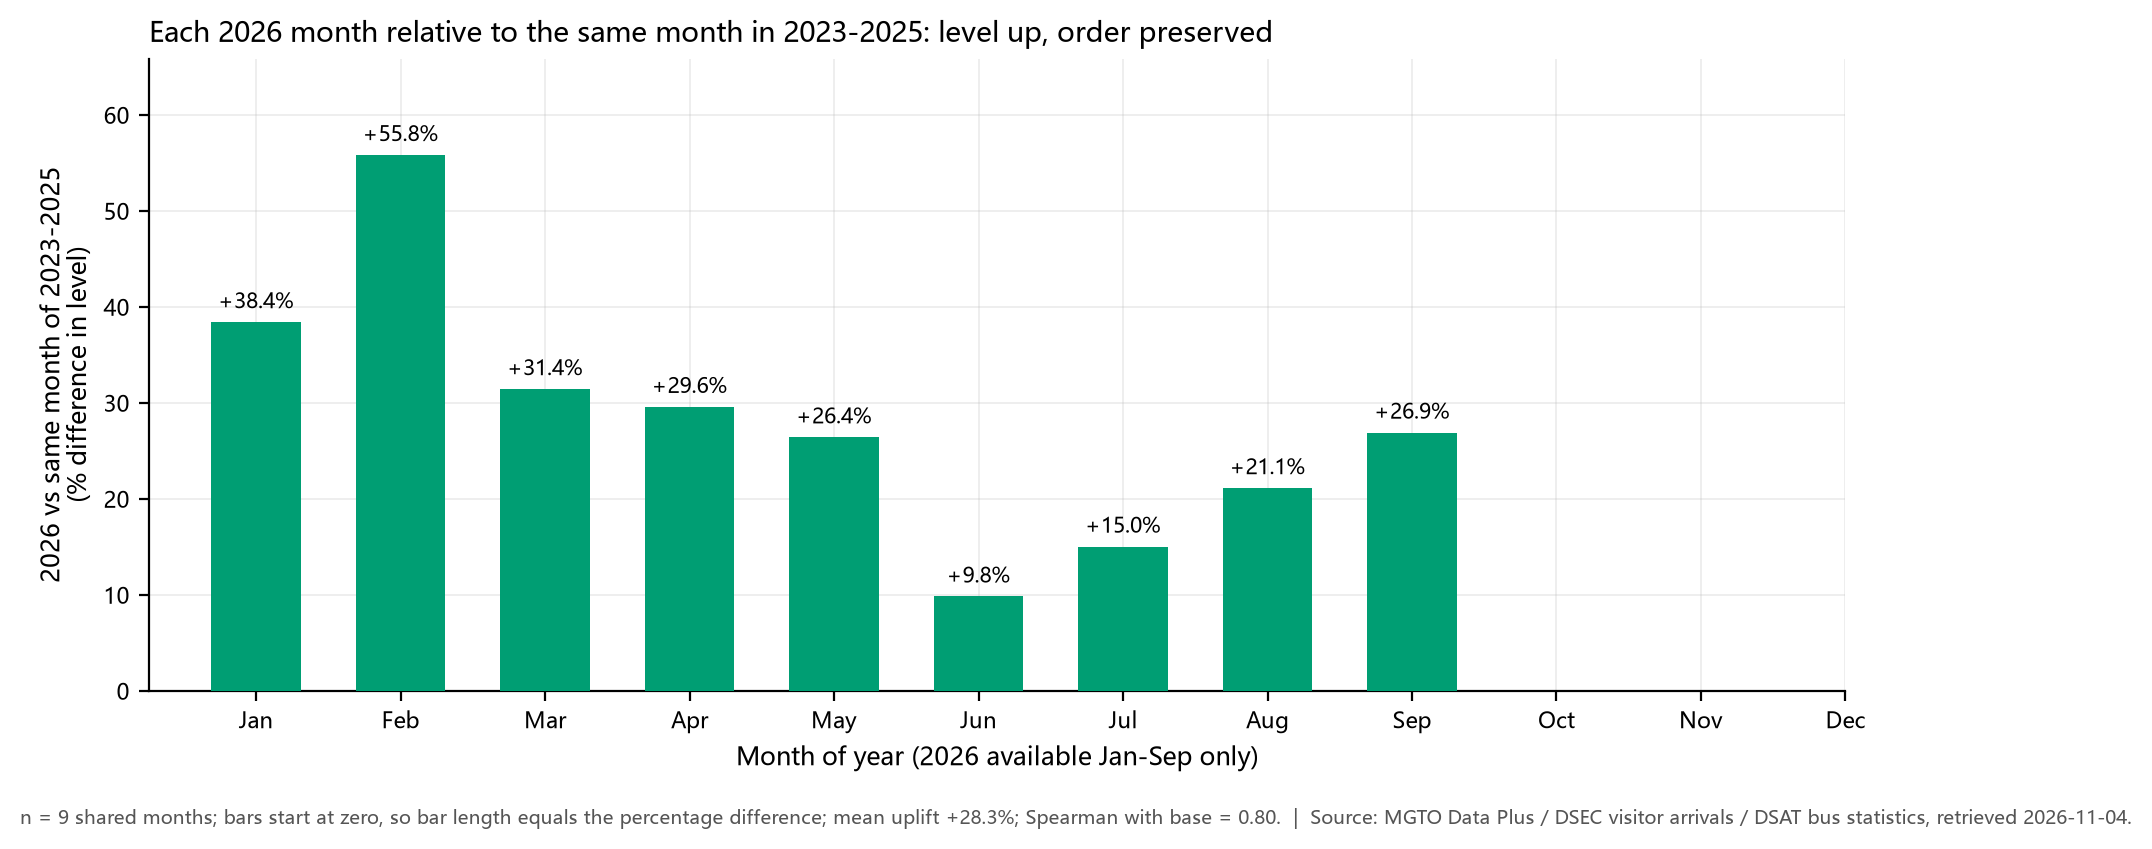 Each 2026 month relative to the same month in 2023-2025: level up, order preserved
2026 vs same month of 2023-2025
(% difference in level)
60
50
40
30
20
10
0
+38.4%
+55.8%
+31.4%
+29.6%
+26.4%
+9.8%
+15.0%
+21.1%
+26.9%
Jan
Feb
Mar
Apr
May
Jun
Jul
Aug
Sep
Oct
Nov
Dec
Month of year (2026 available Jan-Sep only)
n = 9 shared months; bars start at zero, so bar length equals the percentage difference; mean uplift +28.3%; Spearman with base = 0.80. | Source: MGTO Data Plus / DSEC visitor arrivals / DSAT bus statistics, retrieved 2026-11-04.